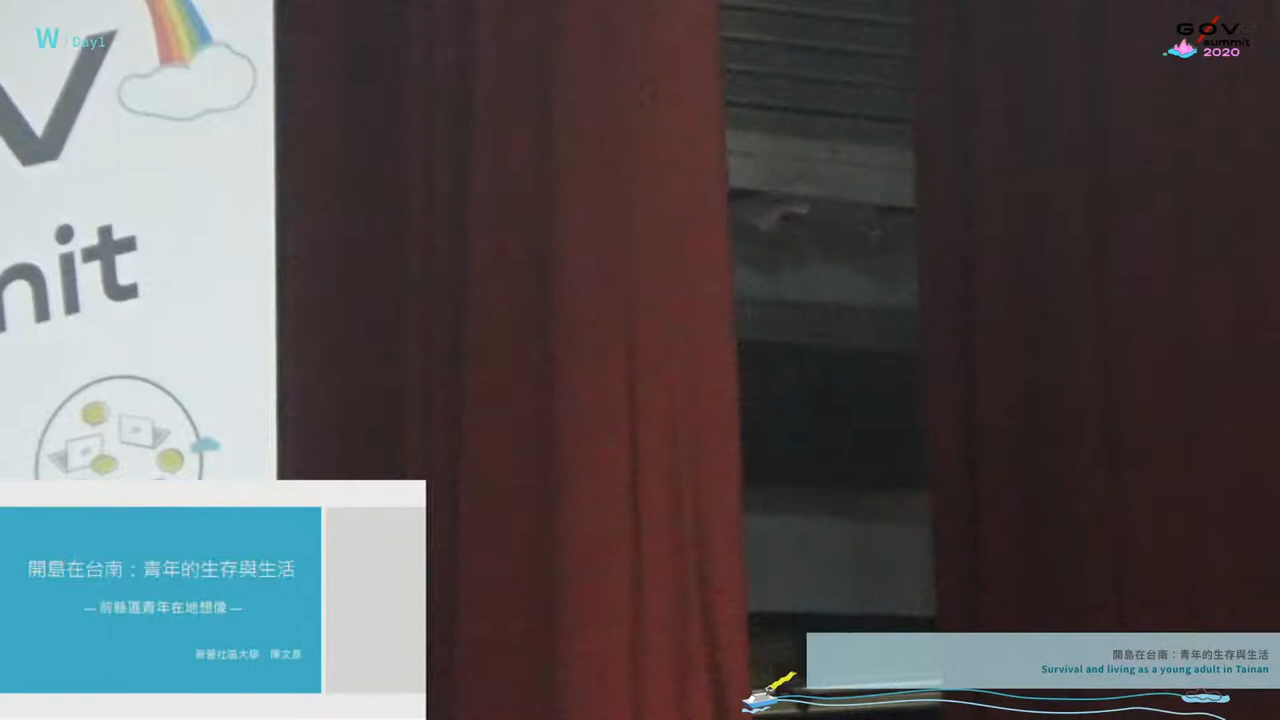 W / Day1
GØV
summit
2020
V
mit
開島在台南：青年的生存與生活
— 前縣區青年在地想像 —
新營社區大學 陳文彥
開島在台南：青年的生存與生活
Survival and living as a young adult in Tainan